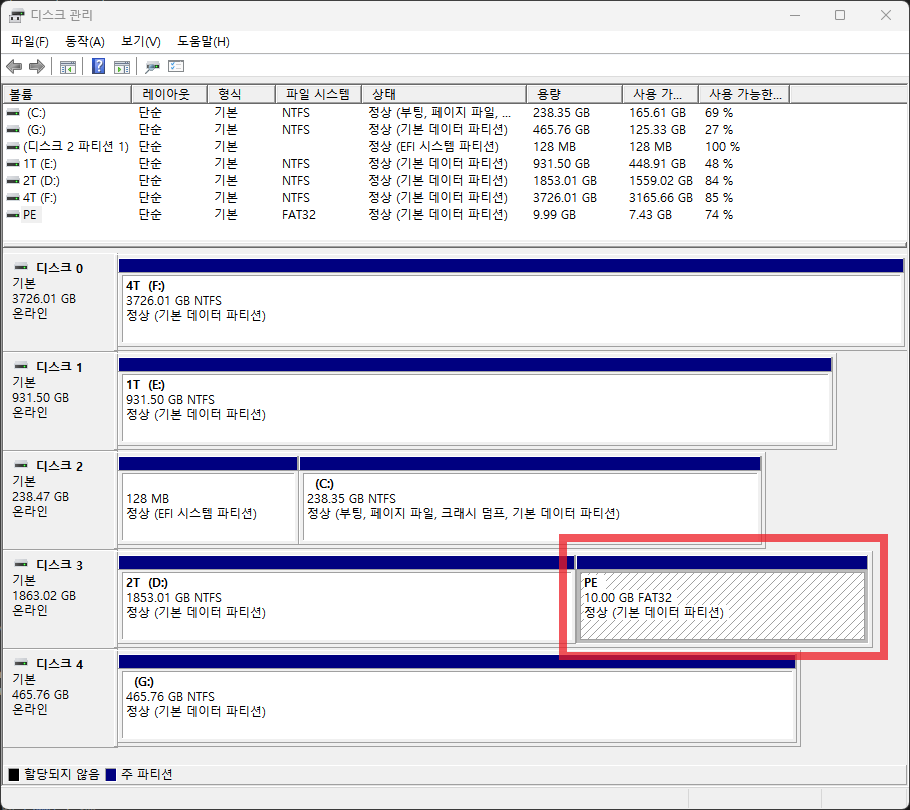 디스크 관리
파일(F) 동작(A) 보기(V) 도움말(H)
볼륨 레이아웃 형식 파일 시스템 상태 용량 사용 가... 사용 가능한...
(C:) 단순 기본 NTFS 정상 (부팅, 페이지 파일, ... 238.35 GB 165.61 GB 69 %
(G:) 단순 기본 NTFS 정상 (기본 데이터 파티션) 465.76 GB 125.33 GB 27 %
(디스크 2 파티션 1) 단순 기본 정상 (EFI 시스템 파티션) 128 MB 128 MB 100 %
1T (E:) 단순 기본 NTFS 정상 (기본 데이터 파티션) 931.50 GB 448.91 GB 48 %
2T (D:) 단순 기본 NTFS 정상 (기본 데이터 파티션) 1853.01 GB 1559.02 GB 84 %
4T (F:) 단순 기본 NTFS 정상 (기본 데이터 파티션) 3726.01 GB 3165.66 GB 85 %
PE 단순 기본 FAT32 정상 (기본 데이터 파티션) 9.99 GB 7.43 GB 74 %
디스크 0
기본
3726.01 GB
온라인
4T (F:)
3726.01 GB NTFS
정상 (기본 데이터 파티션)
디스크 1
기본
931.50 GB
온라인
1T (E:)
931.50 GB NTFS
정상 (기본 데이터 파티션)
디스크 2
기본
238.47 GB
온라인
128 MB
정상 (EFI 시스템 파티션)
(C:)
238.35 GB NTFS
정상 (부팅, 페이지 파일, 크래시 덤프, 기본 데이터 파티션)
디스크 3
기본
1863.02 GB
온라인
2T (D:)
1853.01 GB NTFS
정상 (기본 데이터 파티션)
PE
10.00 GB FAT32
정상 (기본 데이터 파티션)
디스크 4
기본
465.76 GB
온라인
(G:)
465.76 GB NTFS
정상 (기본 데이터 파티션)
할당되지 않음 주 파티션